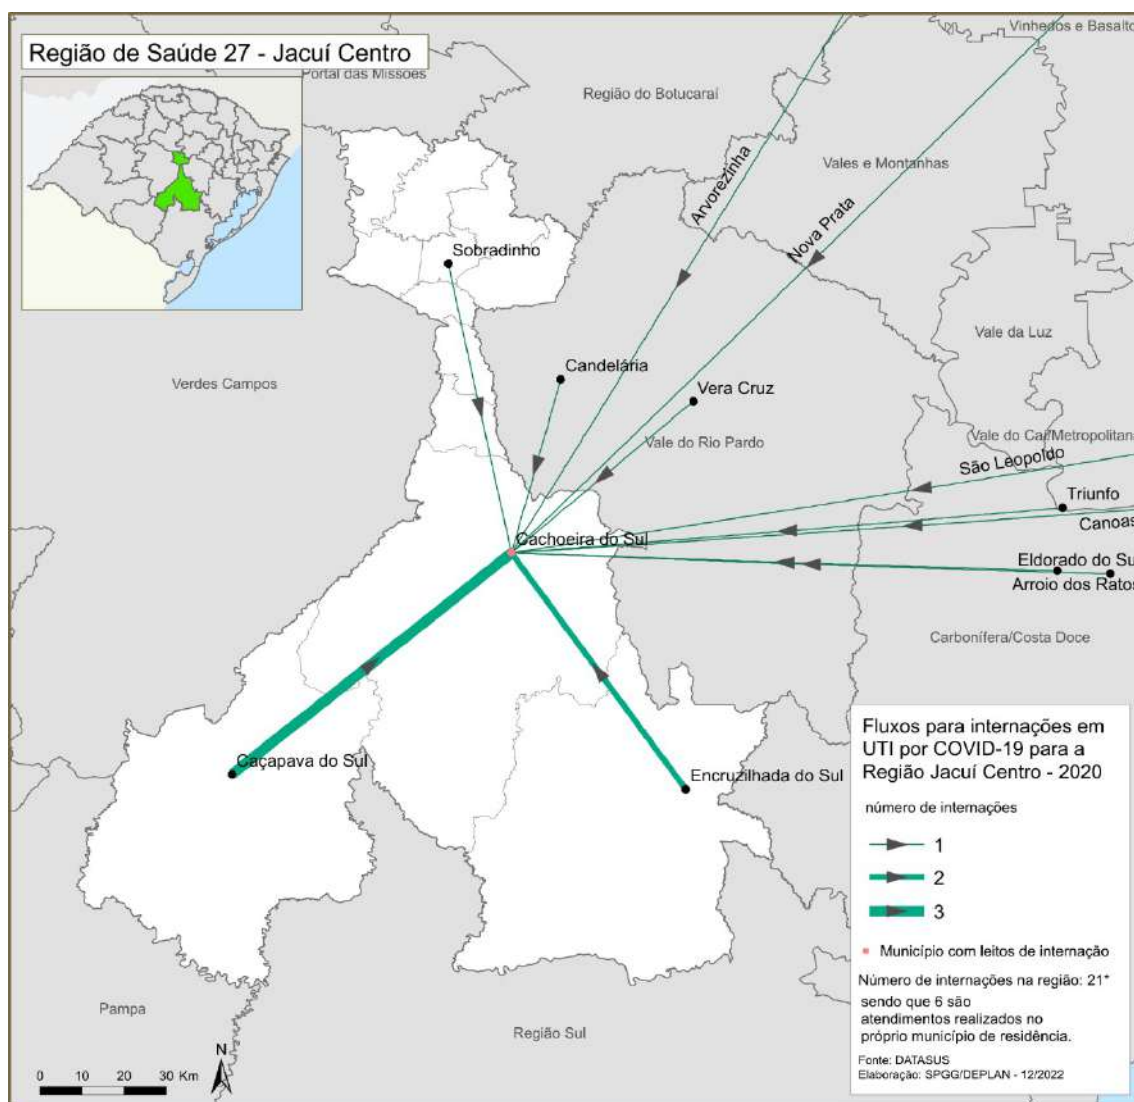 Região de Saúde 27 - Jacuí Centro
Vinhedos e Basalto
Portal das Missões
Região do Botucaraí
Vales e Montanhas
Arvorezinha
Nova Prata
Sobradinho
Vale da Luz
Candelária
Verdes Campos
Vera Cruz
Vale do Rio Pardo
Vale do Caí/Metropolitana
São Leopoldo
Triunfo
Canoas
Cachoeira do Sul
Eldorado do Su
Arroio dos Ratos
Carbonífera/Costa Doce
Caçapava do Sul
Encruzilhada do Sul
Fluxos para internações em
UTI por COVID-19 para a
Região Jacuí Centro - 2020
número de internações
1
2
3
Município com leitos de internação
Número de internações na região: 21*
sendo que 6 são
atendimentos realizados no
próprio município de residência.
Fonte: DATASUS
Elaboração: SPGG/DEPLAN - 12/2022
Pampa
Região Sul
N
0 10 20 30 Km